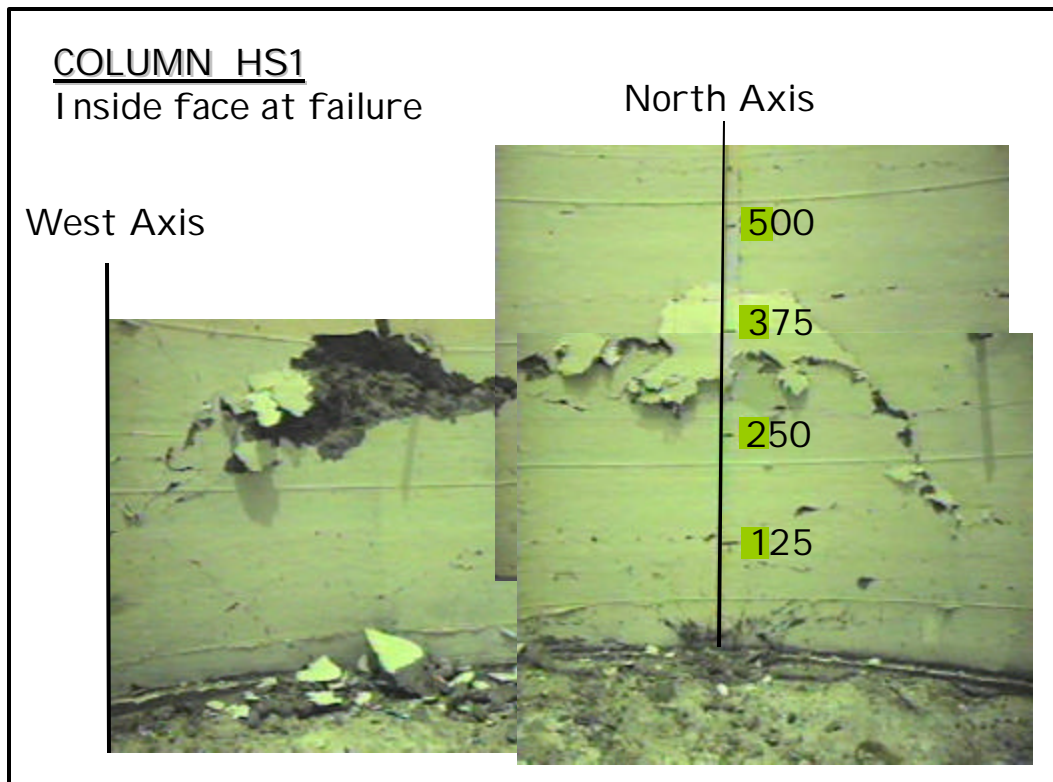 COLUMN HS1
Inside face at failure
North Axis
West Axis
500
375
250
125